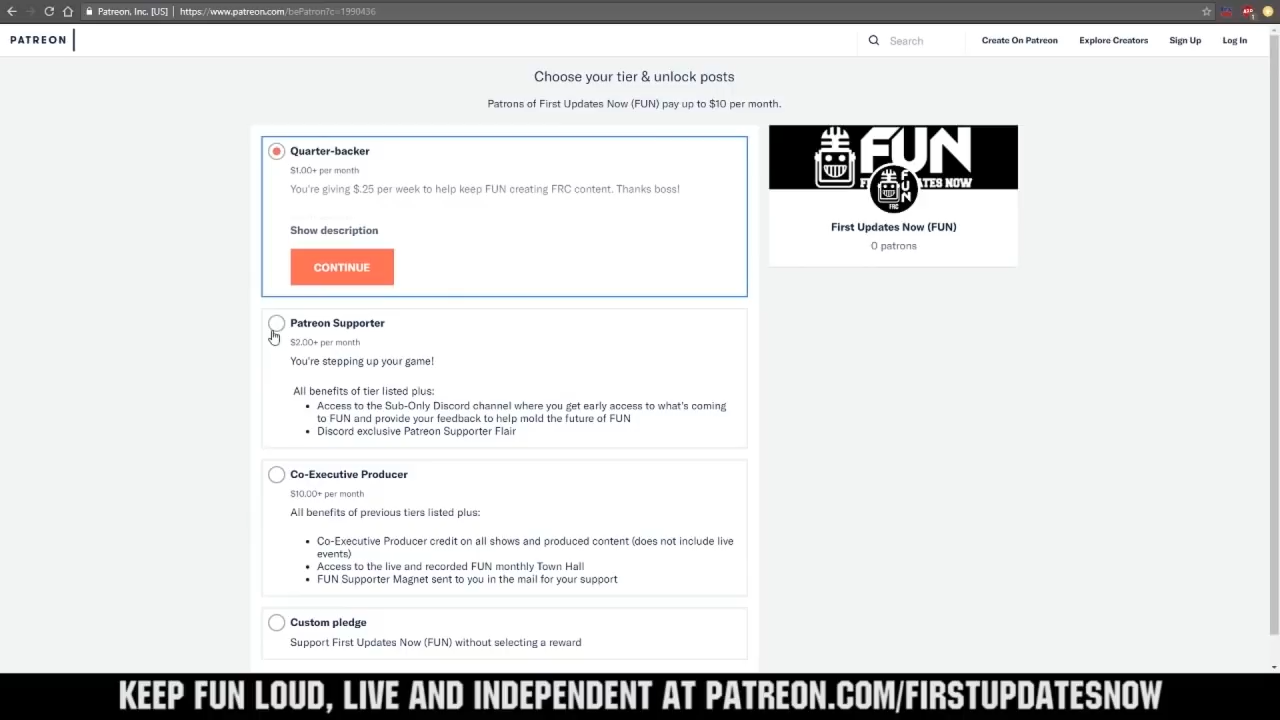 Patreon, Inc. [US] | https://www.patreon.com/bePatron?c=1990436
PATREON
Search
Create On Patreon
Explore Creators
Sign Up
Log In
Choose your tier & unlock posts
Patrons of First Updates Now (FUN) pay up to $10 per month.
Quarter-backer
$1.00+ per month
You're giving $.25 per week to help keep FUN creating FRC content. Thanks boss!
Show description
CONTINUE
FUN
FUN
FRC
First Updates Now (FUN)
0 patrons
Patreon Supporter
$2.00+ per month
You're stepping up your game!
All benefits of tier listed plus:
• Access to the Sub-Only Discord channel where you get early access to what's coming
to FUN and provide your feedback to help mold the future of FUN
• Discord exclusive Patreon Supporter Flair
Co-Executive Producer
$10.00+ per month
All benefits of previous tiers listed plus:
• Co-Executive Producer credit on all shows and produced content (does not include live
events)
• Access to the live and recorded FUN monthly Town Hall
• FUN Supporter Magnet sent to you in the mail for your support
Custom pledge
Support First Updates Now (FUN) without selecting a reward
KEEP FUN LOUD, LIVE AND INDEPENDENT AT PATREON.COM/FIRSTUPDATESNOW